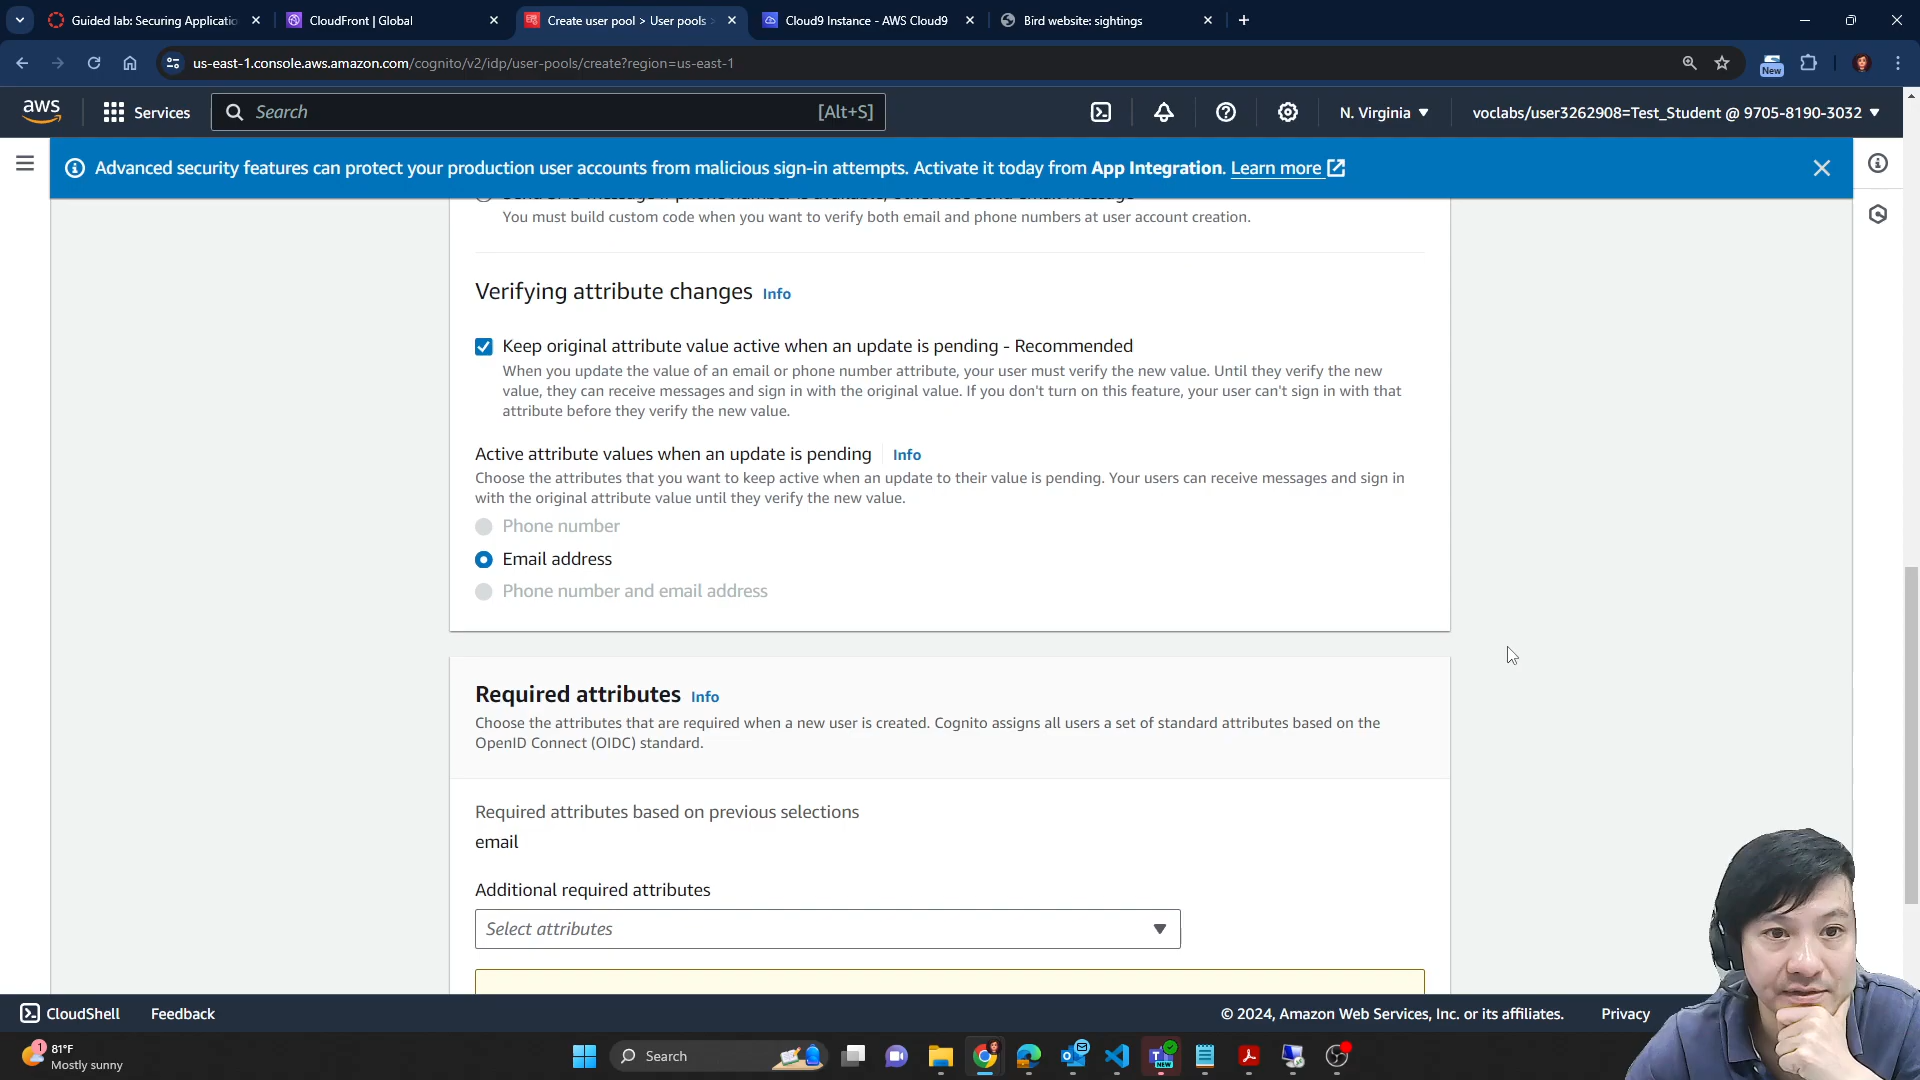 Guided lab: Securing Applicatio
CloudFront | Global
Create user pool > User pools
Cloud9 Instance - AWS Cloud9
Bird website: sightings
us-east-1.console.aws.amazon.com/cognito/v2/idp/user-pools/create?region=us-east-1
New
aws
Services
Search
[Alt+S]
N. Virginia
voclabs/user3262908=Test_Student @ 9705-8190-3032
Advanced security features can protect your production user accounts from malicious sign-in attempts. Activate it today from App Integration. Learn more
You must build custom code when you want to verify both email and phone numbers at user account creation.
Verifying attribute changes Info
Keep original attribute value active when an update is pending - Recommended
When you update the value of an email or phone number attribute, your user must verify the new value. Until they verify the new
value, they can receive messages and sign in with the original value. If you don't turn on this feature, your user can't sign in with that
attribute before they verify the new value.
Active attribute values when an update is pending Info
Choose the attributes that you want to keep active when an update to their value is pending. Your users can receive messages and sign in
with the original attribute value until they verify the new value.
Phone number
Email address
Phone number and email address
Required attributes Info
Choose the attributes that are required when a new user is created. Cognito assigns all users a set of standard attributes based on the
OpenID Connect (OIDC) standard.
Required attributes based on previous selections
email
Additional required attributes
Select attributes
CloudShell
Feedback
© 2024, Amazon Web Services, Inc. or its affiliates.
Privacy
1
81°F
Mostly sunny
Search
NEW